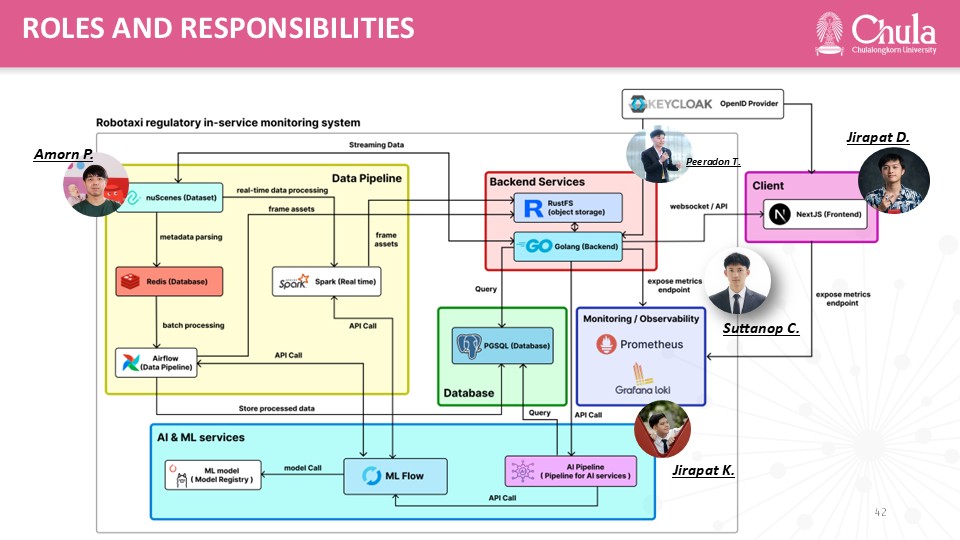 ROLES AND RESPONSIBILITIES
Chula
Chulalongkorn University
KEYCLOAK
OpenID Provider
Robotaxi regulatory in-service monitoring system
Amorn P.
Streaming Data
Peeradon T.
Jirapat D.
Data Pipeline
nuScenes (Dataset)
real-time data processing
frame assets
frame
assets
metadata parsing
Redis (Database)
Spark
Spark (Real time)
batch processing
API Call
Airflow
(Data Pipeline)
API Call
Store processed data
Backend Services
R
RustFS
(object storage)
GO
Golang (Backend)
websocket / API
Client
N
NextJS (Frontend)
Query
expose metrics
endpoint
expose metrics
endpoint
Suttanop C.
PGSQL (Database)
Database
Monitoring / Observability
Prometheus
Grafana loki
Query
API Call
Jirapat K.
AI & ML services
ML model
( Model Registry )
model Call
ML Flow
AI Pipeline
( Pipeline for AI services )
API Call
42